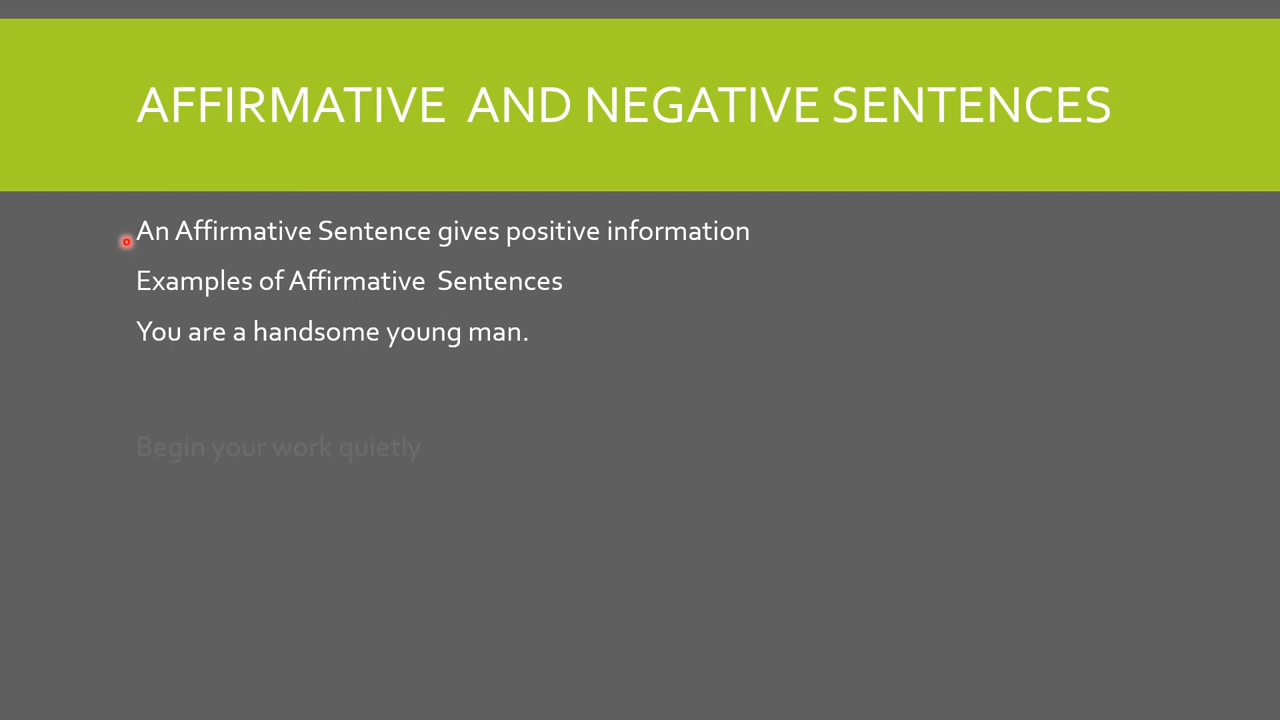 AFFIRMATIVE AND NEGATIVE SENTENCES
An Affirmative Sentence gives positive information
Examples of Affirmative Sentences
You are a handsome young man.
Begin your work quietly